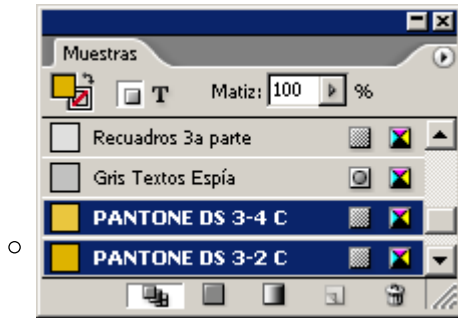 Muestras
T Matiz: 100 %
Recuadros 3a parte
Gris Textos Espía
PANTONE DS 3-4 C
PANTONE DS 3-2 C